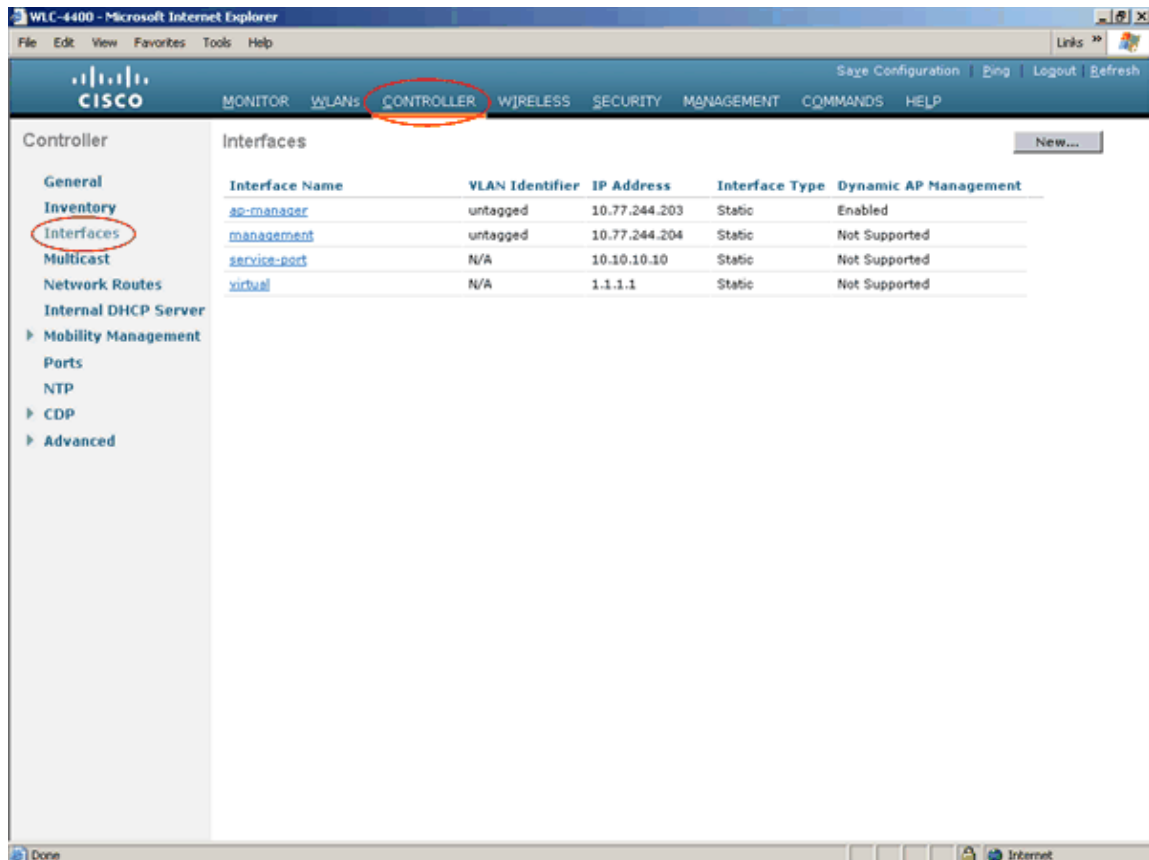 WLC-4400 - Microsoft Internet Explorer
File Edit View Favorites Tools Help Links »
Save Configuration | Ping | Logout | Refresh
CISCO
MONITOR WLANs CONTROLLER WIRELESS SECURITY MANAGEMENT COMMANDS HELP
Controller
General
Inventory
Interfaces
Multicast
Network Routes
Internal DHCP Server
Mobility Management
Ports
NTP
CDP
Advanced
Interfaces
New...
Interface Name VLAN Identifier IP Address Interface Type Dynamic AP Management
ap-manager untagged 10.77.244.203 Static Enabled
management untagged 10.77.244.204 Static Not Supported
service-port N/A 10.10.10.10 Static Not Supported
virtual N/A 1.1.1.1 Static Not Supported
Done Internet